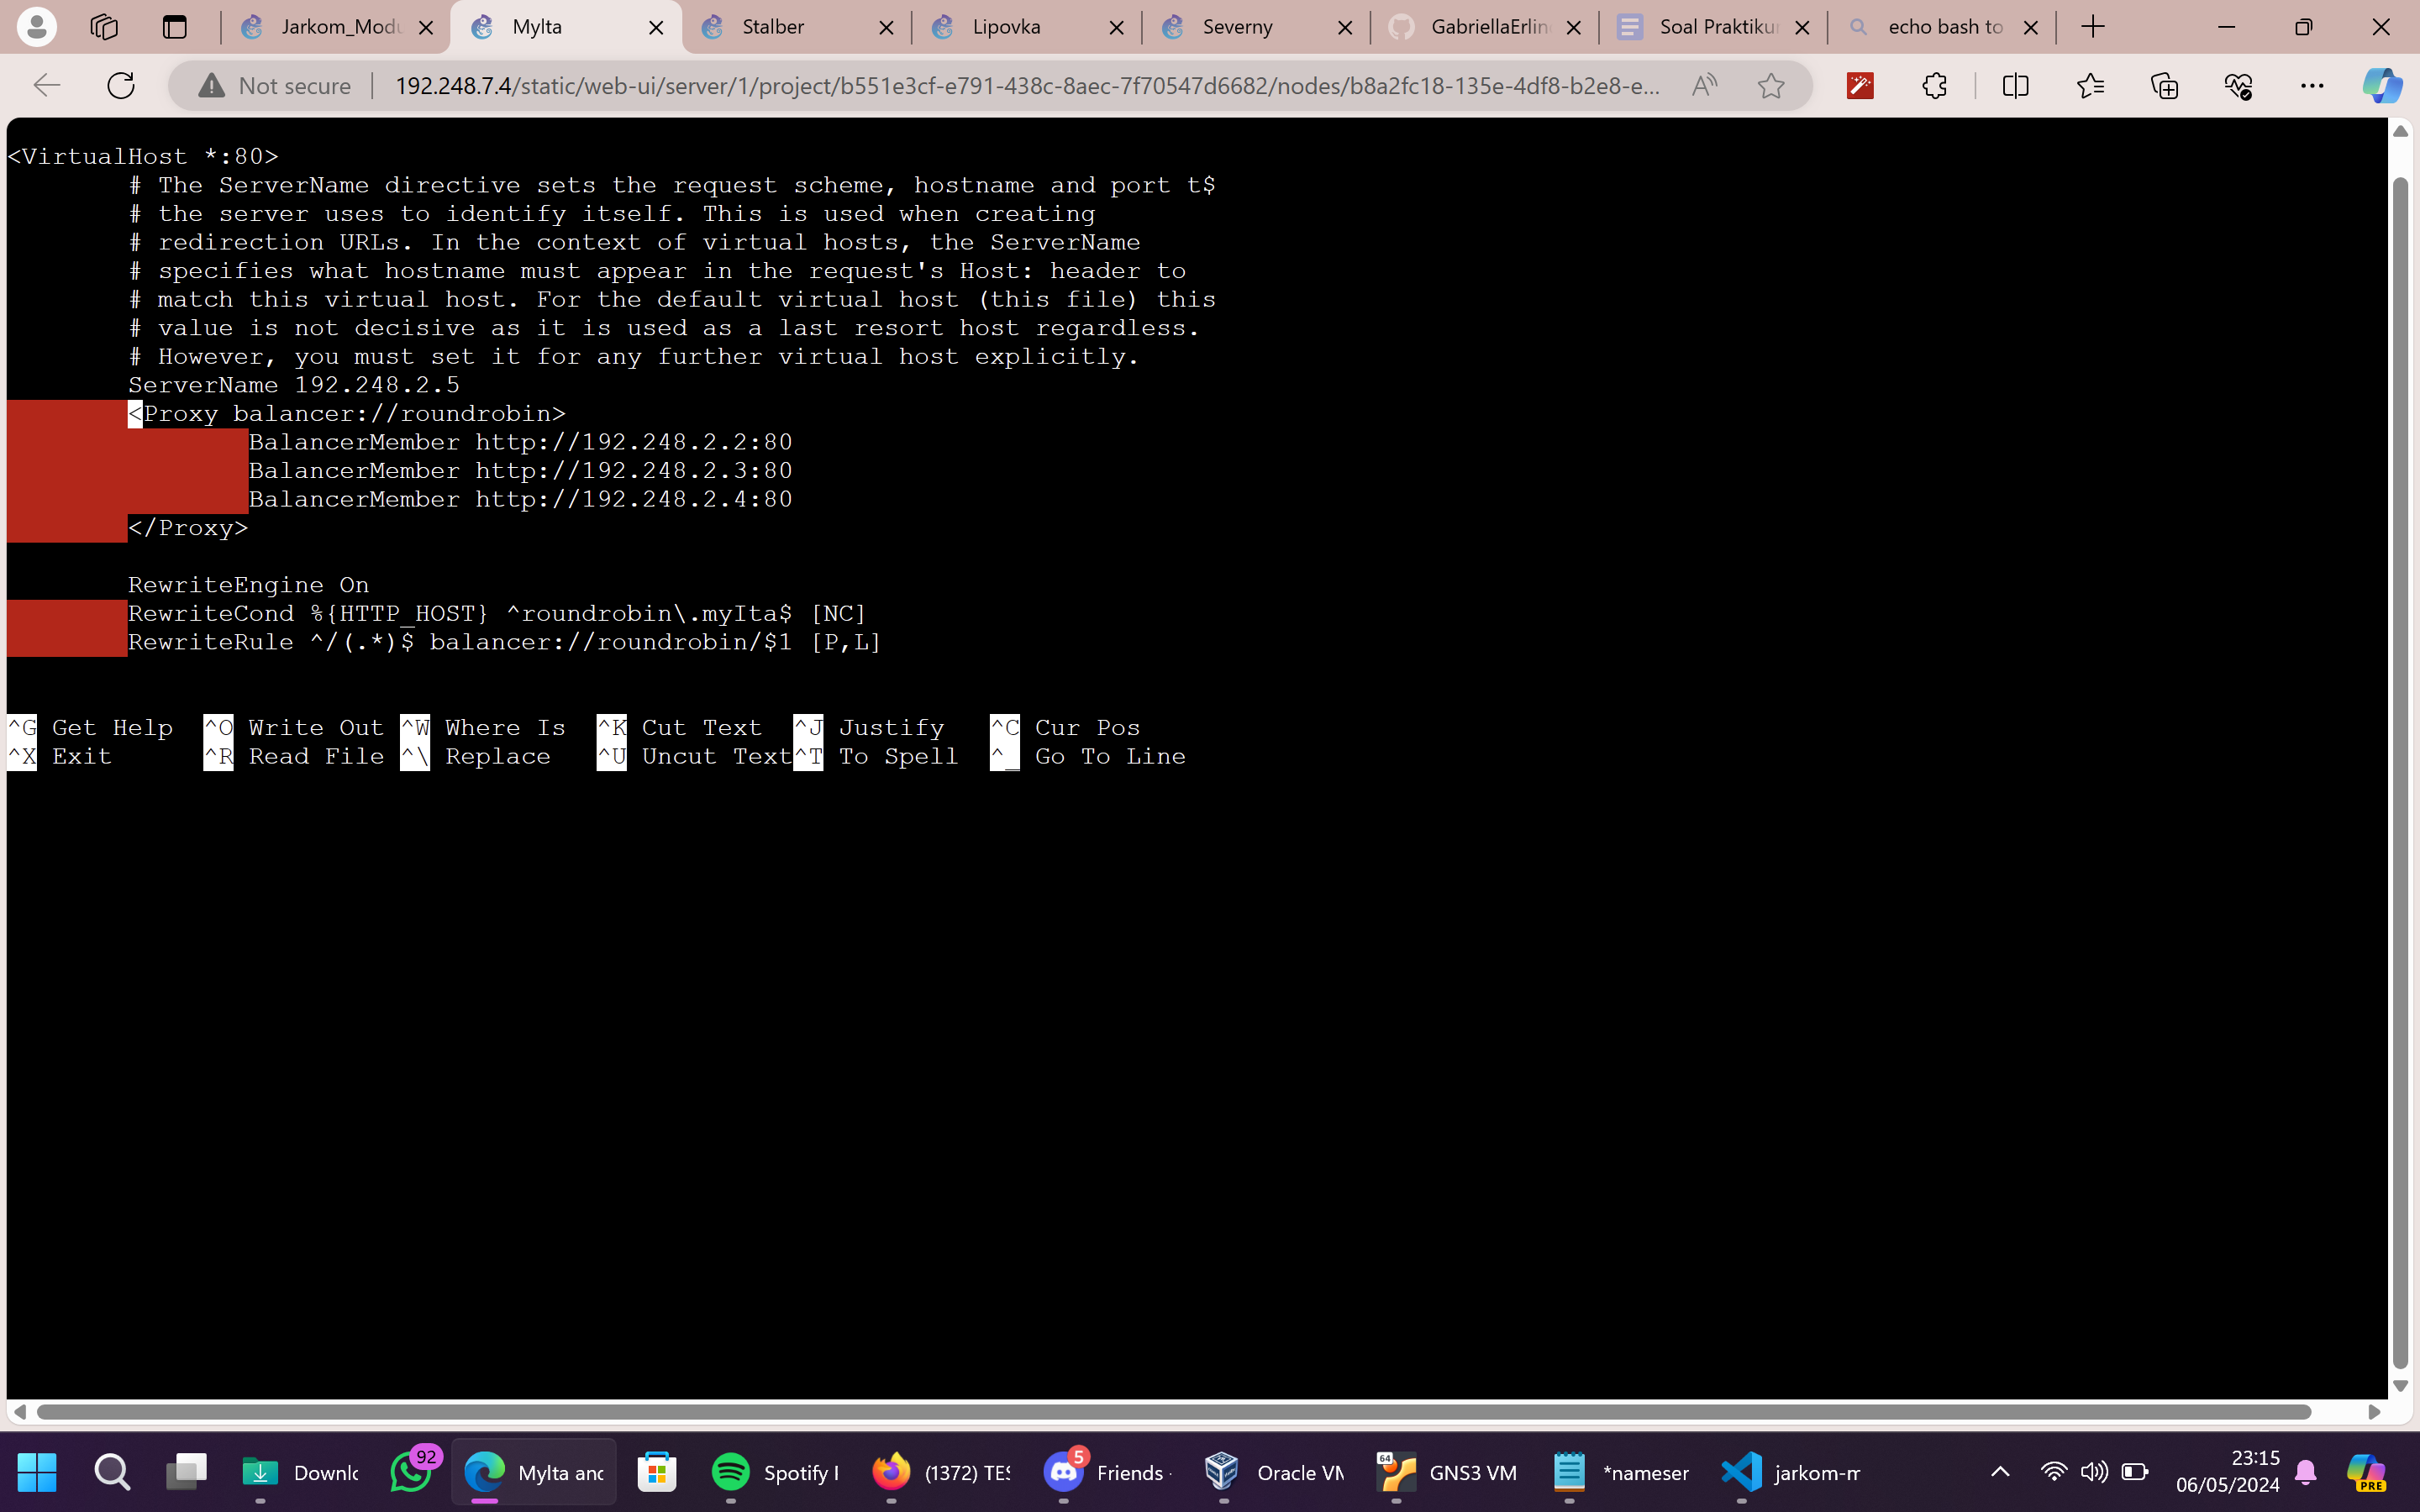 Jarkom_Modu
Mylta
Stalber
Lipovka
Severny
GabriellaErlin
Soal Praktikur
echo bash to
Not secure
192.248.7.4/static/web-ui/server/1/project/b551e3cf-e791-438c-8aec-7f70547d6682/nodes/b8a2fc18-135e-4df8-b2e8-e...
<VirtualHost *:80>
# The ServerName directive sets the request scheme, hostname and port t$
# the server uses to identify itself. This is used when creating
# redirection URLs. In the context of virtual hosts, the ServerName
# specifies what hostname must appear in the request's Host: header to
# match this virtual host. For the default virtual host (this file) this
# value is not decisive as it is used as a last resort host regardless.
# However, you must set it for any further virtual host explicitly.
ServerName 192.248.2.5
<Proxy balancer://roundrobin>
BalancerMember http://192.248.2.2:80
BalancerMember http://192.248.2.3:80
BalancerMember http://192.248.2.4:80
</Proxy>
RewriteEngine On
RewriteCond %{HTTP_HOST} ^roundrobin\.myIta$ [NC]
RewriteRule ^/(.*)$ balancer://roundrobin/$1 [P,L]
^G Get Help ^O Write Out ^W Where Is ^K Cut Text ^J Justify ^C Cur Pos
^X Exit ^R Read File ^\ Replace ^U Uncut Text ^T To Spell ^_ Go To Line
Downlo
92
Mylta and
Spotify
(1372) TES
5
Friends -
Oracle VM
64
GNS3 VM
*nameser
jarkom-m
23:15
06/05/2024
PRE